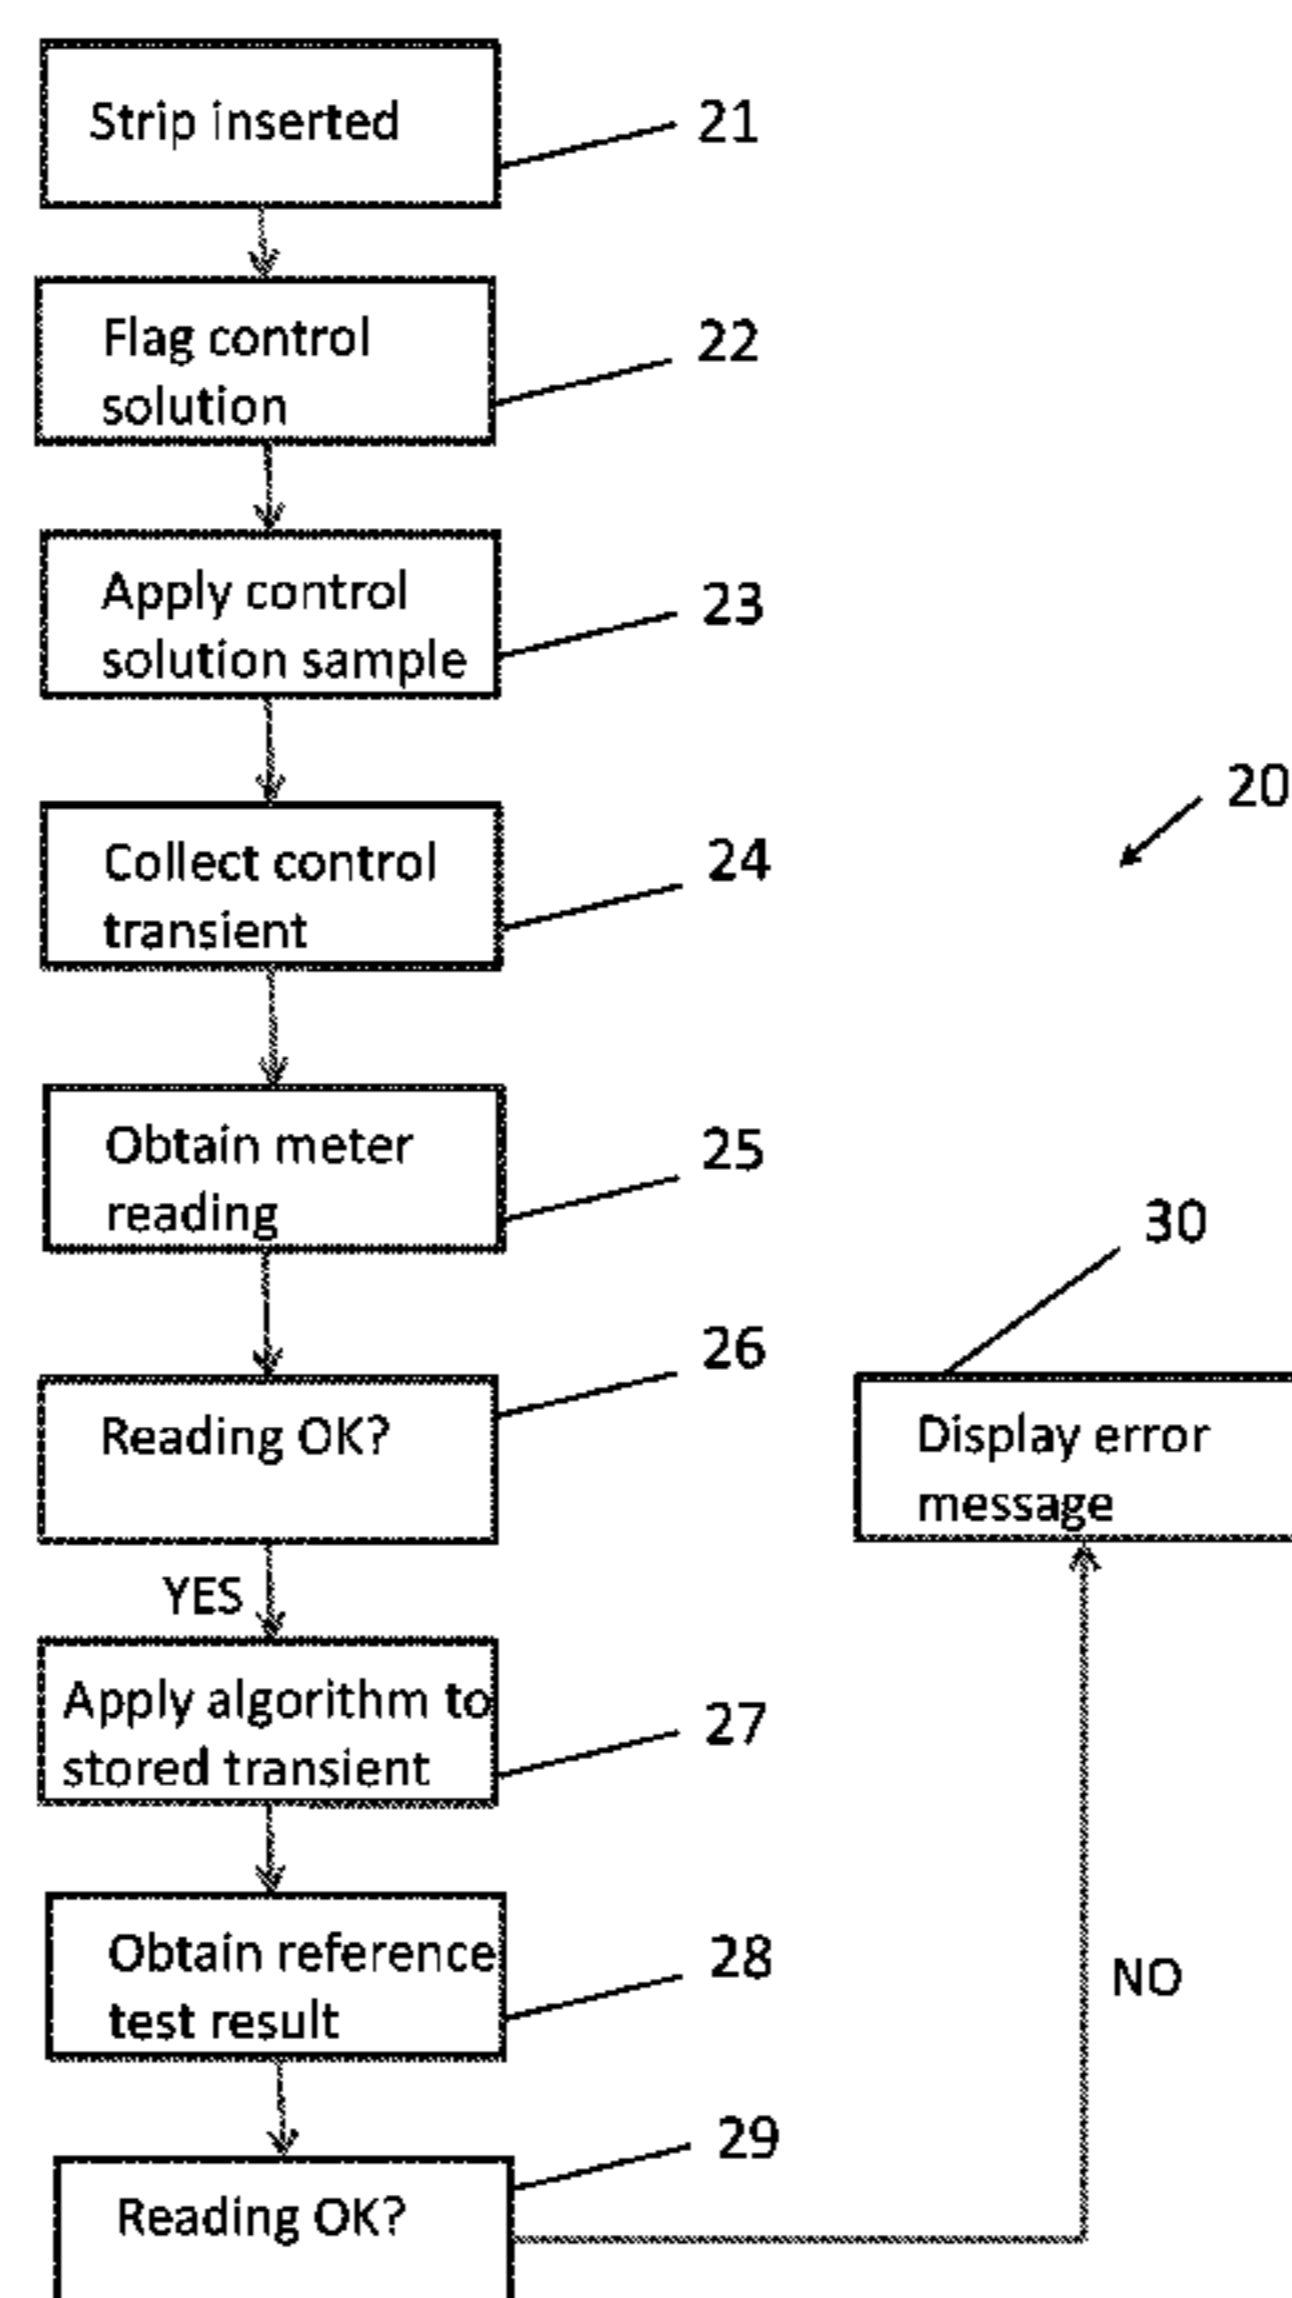 Strip inserted
21
Flag control
solution
22
Apply control
solution sample
23
20
Collect control
transient
24
Obtain meter
reading
25
30
26
Reading OK?
Display error
message
YES
Apply algorithm to
stored transient
27
Obtain reference
test result
28
NO
29
Reading OK?